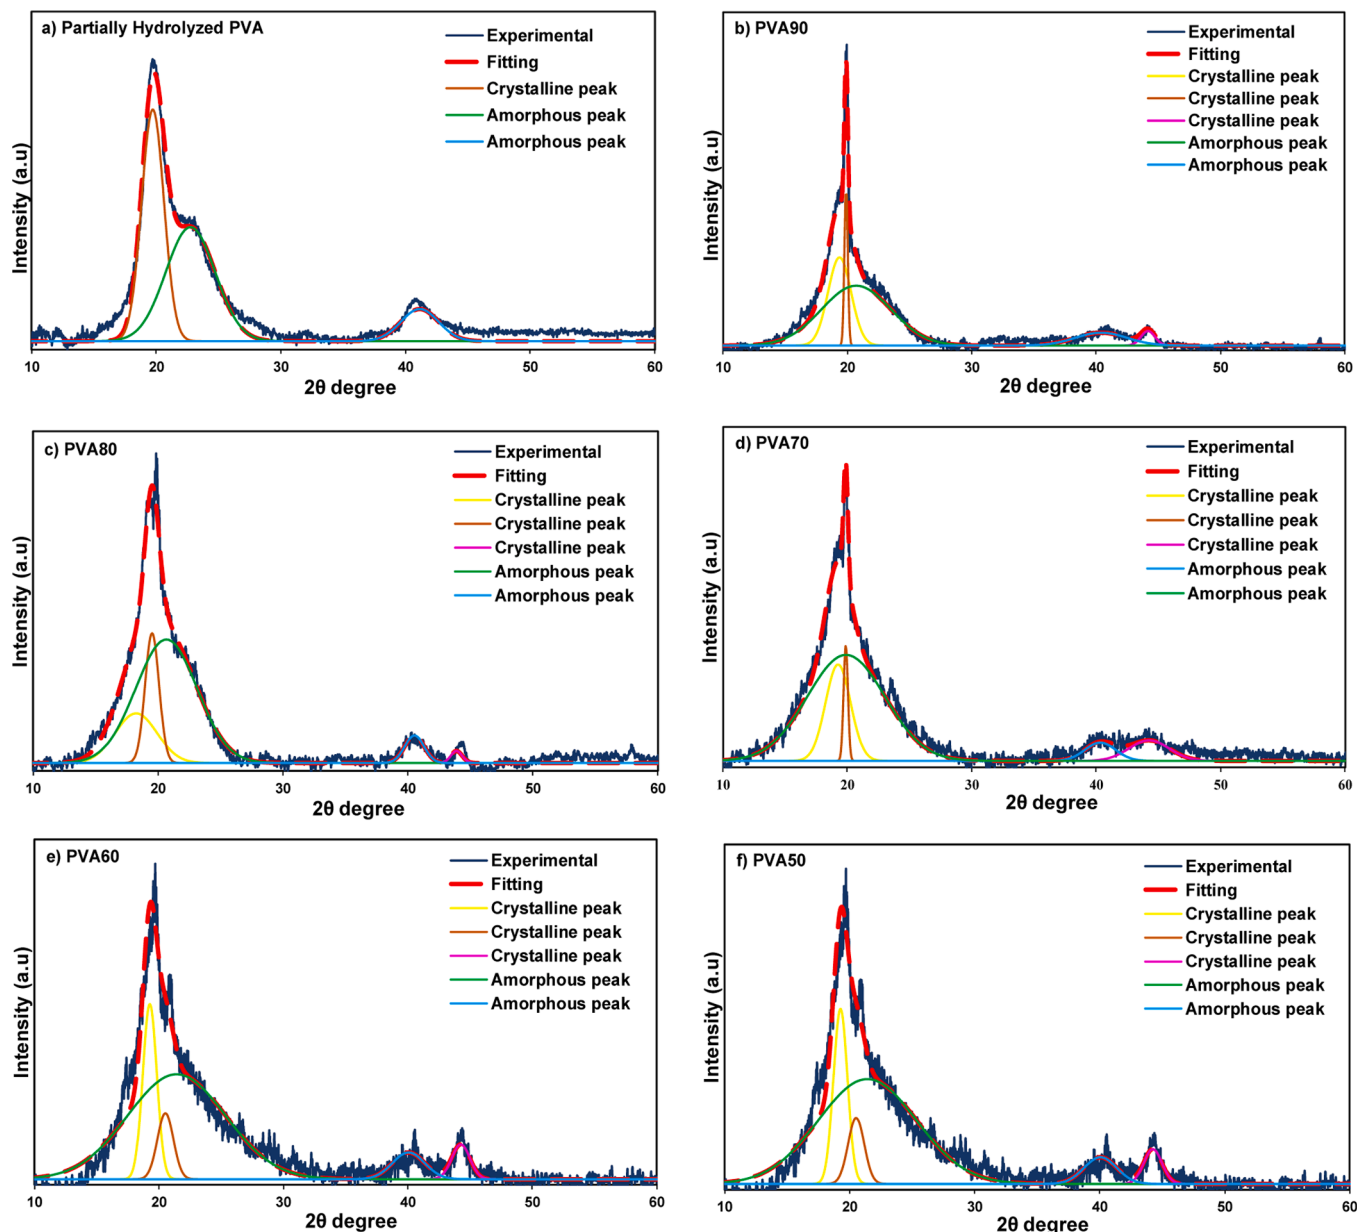 a) Partially Hydrolyzed PVA
Experimental
Fitting
Crystalline peak
Amorphous peak
Amorphous peak
Intensity (a.u)
10 20 30 40 50 60
2θ degree
b) PVA90
Experimental
Fitting
Crystalline peak
Crystalline peak
Crystalline peak
Amorphous peak
Amorphous peak
Intensity (a.u)
10 20 30 40 50 60
2θ degree
c) PVA80
Experimental
Fitting
Crystalline peak
Crystalline peak
Crystalline peak
Amorphous peak
Amorphous peak
Intensity (a.u)
10 20 30 40 50 60
2θ degree
d) PVA70
Experimental
Fitting
Crystalline peak
Crystalline peak
Crystalline peak
Amorphous peak
Amorphous peak
Intensity (a.u)
10 20 30 40 50 60
2θ degree
e) PVA60
Experimental
Fitting
Crystalline peak
Crystalline peak
Crystalline peak
Amorphous peak
Amorphous peak
Intensity (a.u)
10 20 30 40 50 60
2θ degree
f) PVA50
Experimental
Fitting
Crystalline peak
Crystalline peak
Crystalline peak
Amorphous peak
Amorphous peak
Intensity (a.u)
10 20 30 40 50 60
2θ degree